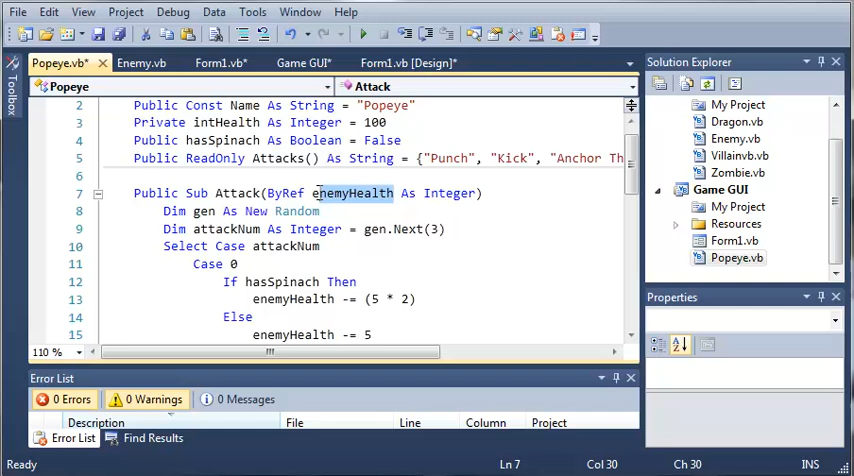 File Edit View Project Debug Data Tools Window Help
Popeye.vb* Enemy.vb Form1.vb* Game GUI* Form1.vb [Design]*
Popeye Attack
Toolbox
2 Public Const Name As String = "Popeye"
3 Private intHealth As Integer = 100
4 Public hasSpinach As Boolean = False
5 Public ReadOnly Attacks() As String = {"Punch", "Kick", "Anchor Th
6
7 Public Sub Attack(ByRef enemyHealth As Integer)
8 Dim gen As New Random
9 Dim attackNum As Integer = gen.Next(3)
10 Select Case attackNum
11 Case 0
12 If hasSpinach Then
13 enemyHealth -= (5 * 2)
14 Else
15 enemyHealth -= 5
110 %
Error List
0 Errors 0 Warnings 0 Messages
Description File Line Column Project
Error List Find Results
Ready Ln 7 Col 30 Ch 30 INS
Solution Explorer
My Project
Dragon.vb
Enemy.vb
Villainvb.vb
Zombie.vb
Game GUI
My Project
Resources
Form1.vb
Popeye.vb
Properties